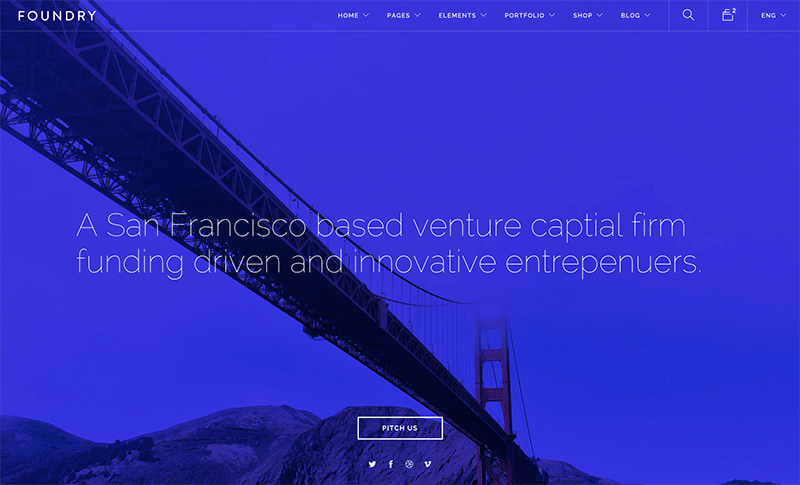 FOUNDRY
HOME PAGES ELEMENTS PORTFOLIO SHOP BLOG 2 ENG
A San Francisco based venture captial firm
funding driven and innovative entrepenuers.
PITCH US